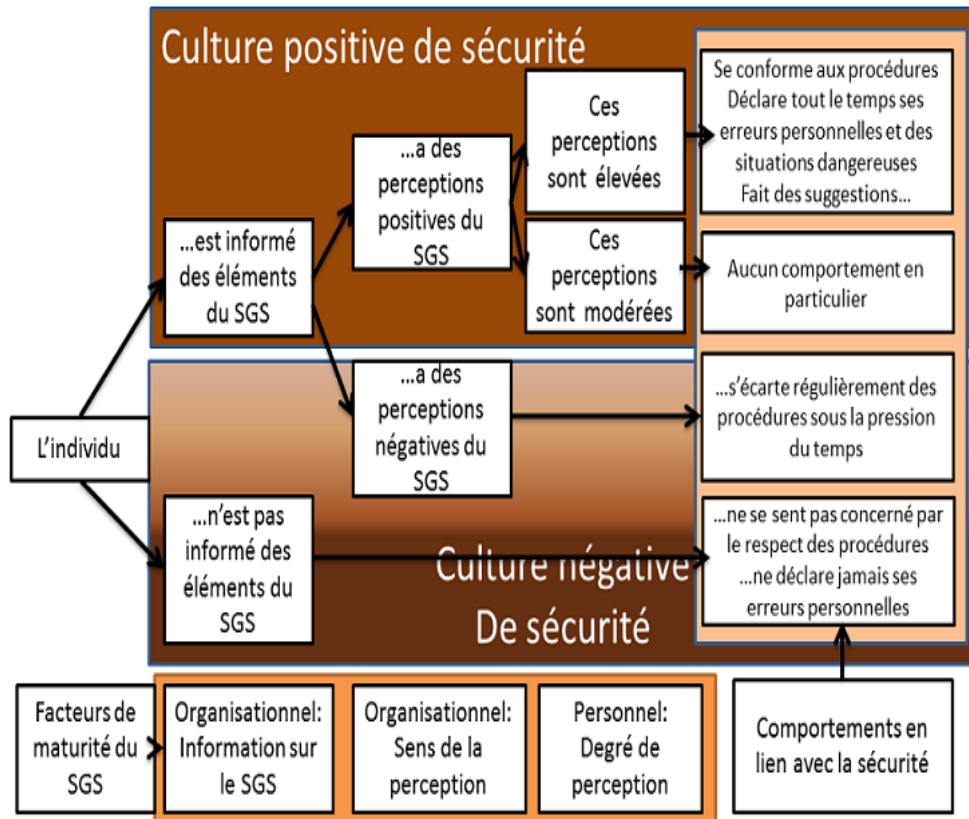 Culture positive de sécurité
Ces
perceptions
sont élevées
Se conforme aux procédures
Déclare tout le temps ses
erreurs personnelles et des
situations dangereuses
Fait des suggestions...
...a des
perceptions
positives du
SGS
...est informé
des éléments
du SGS
Ces
perceptions
sont modérées
Aucun comportement en
particulier
...a des
perceptions
négatives du
SGS
...s'écarte régulièrement des
procédures sous la pression
du temps
L'individu
...n'est pas
informé des
éléments du
SGS
...ne se sent pas concerné par
le respect des procédures
...ne déclare jamais ses
erreurs personnelles
Culture négative
De sécurité
Facteurs de
maturité du
SGS
Organisationnel:
Information sur
le SGS
Organisationnel:
Sens de la
perception
Personnel:
Degré de
perception
Comportements en
lien avec la sécurité